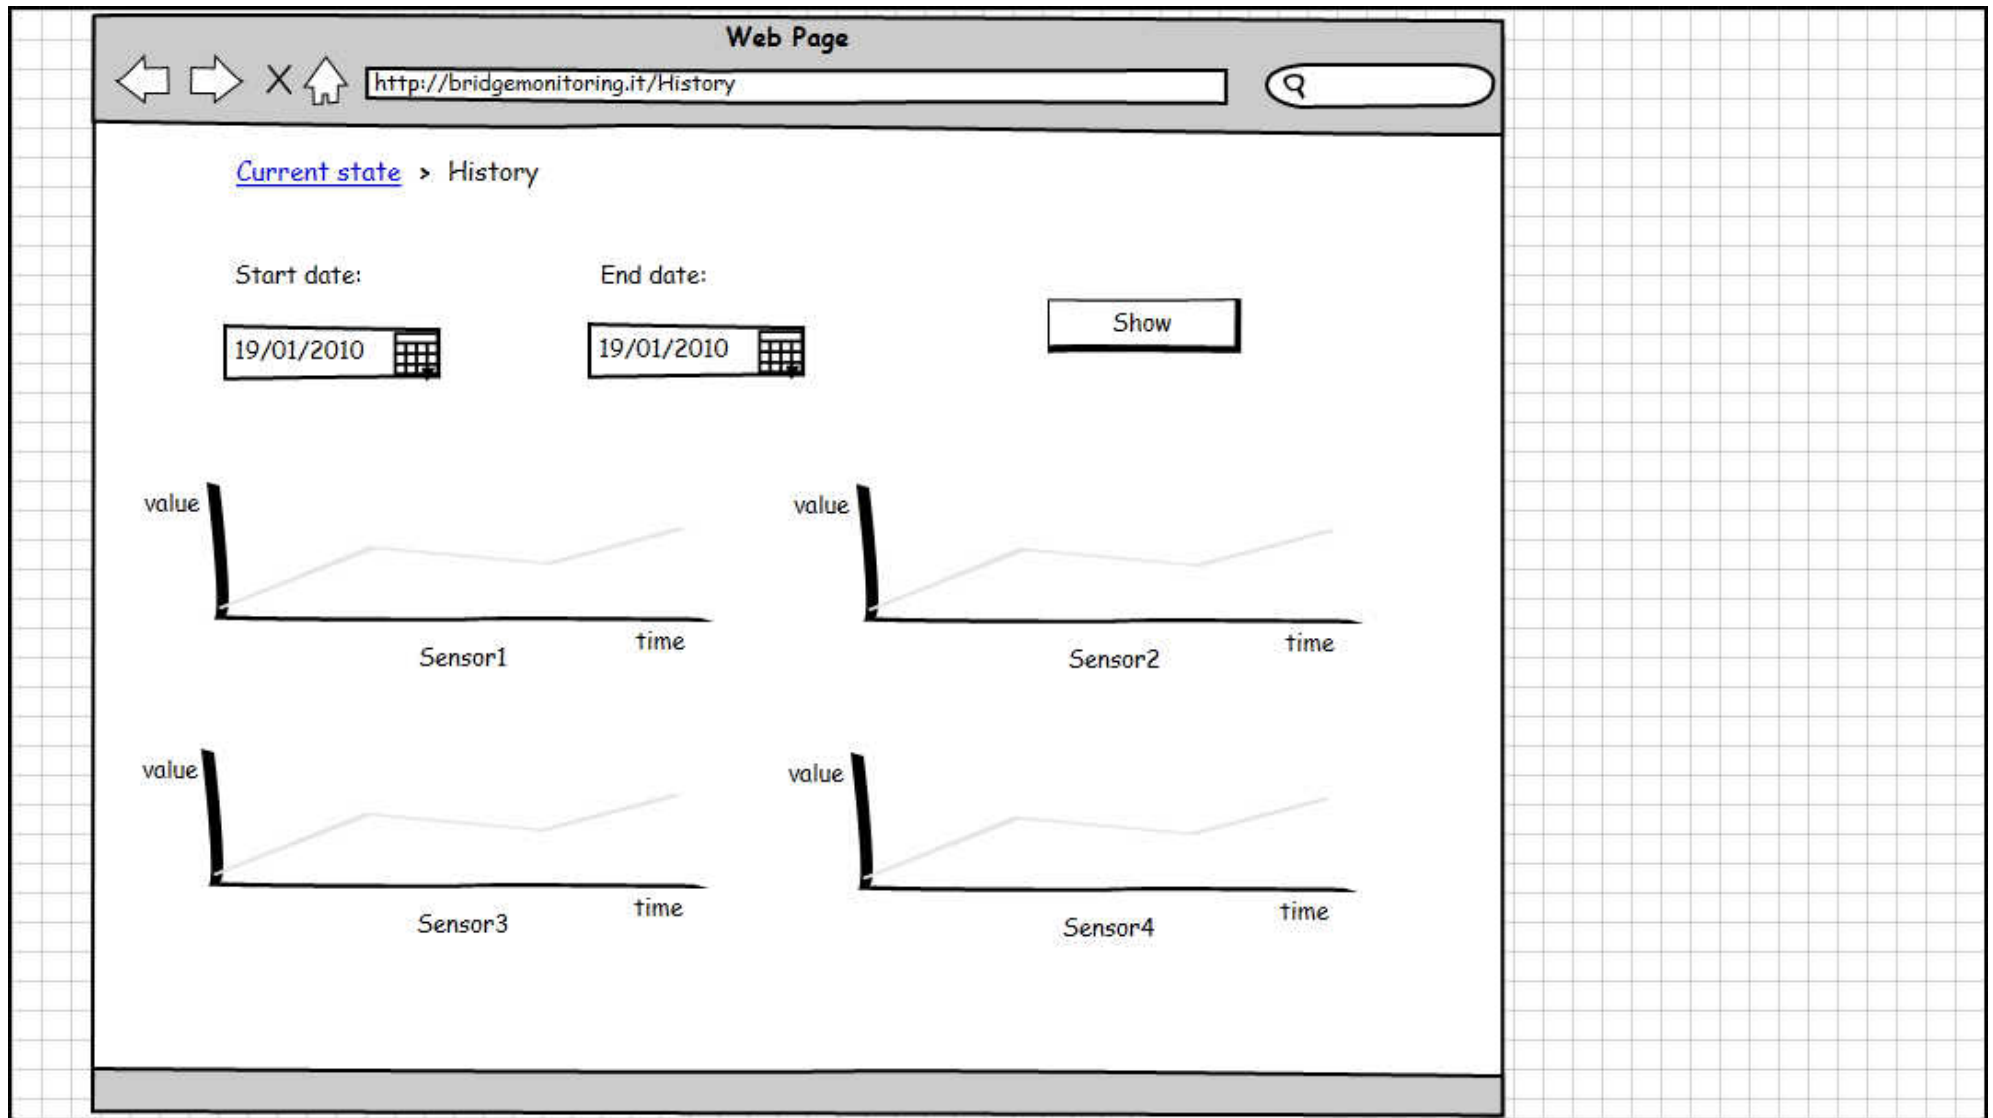 Web Page
http://bridgemonitoring.it/History
Current state > History
Start date:
End date:
19/01/2010
19/01/2010
Show
value
value
time
time
Sensor1
Sensor2
value
value
time
time
Sensor3
Sensor4